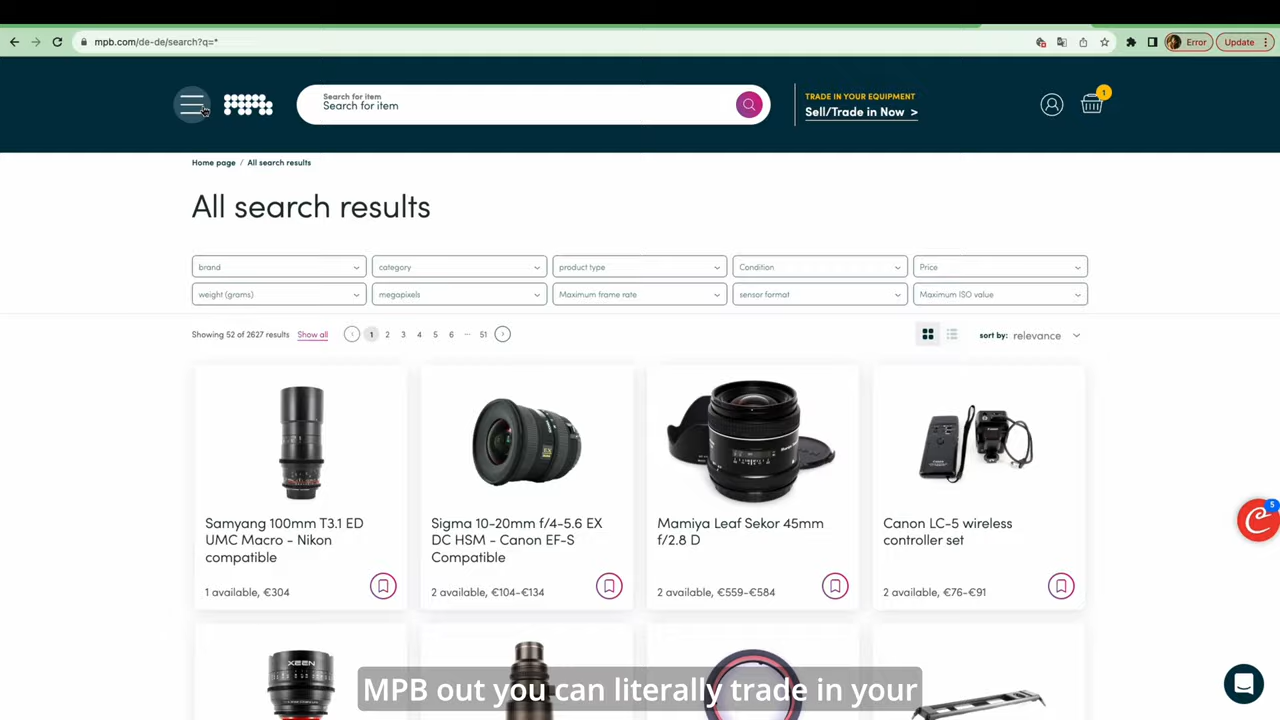 mpb.com/de-de/search?q=*
Error
Update
mpb
Search for item
Search for item
TRADE IN YOUR EQUIPMENT
Sell/Trade in Now >
1
Home page / All search results
All search results
brand
category
product type
Condition
Price
weight (grams)
megapixels
Maximum frame rate
sensor format
Maximum ISO value
Showing 52 of 2627 results Show all
1 2 3 4 5 6 ... 51
sort by: relevance
Samyang 100mm T3.1 ED
UMC Macro - Nikon
compatible
1 available, €304
Sigma 10-20mm f/4-5.6 EX
DC HSM - Canon EF-S
Compatible
2 available, €104-€134
Mamiya Leaf Sekor 45mm
f/2.8 D
2 available, €559-€584
Canon LC-5 wireless
controller set
2 available, €76-€91
5
XEEN
MPB out you can literally trade in your